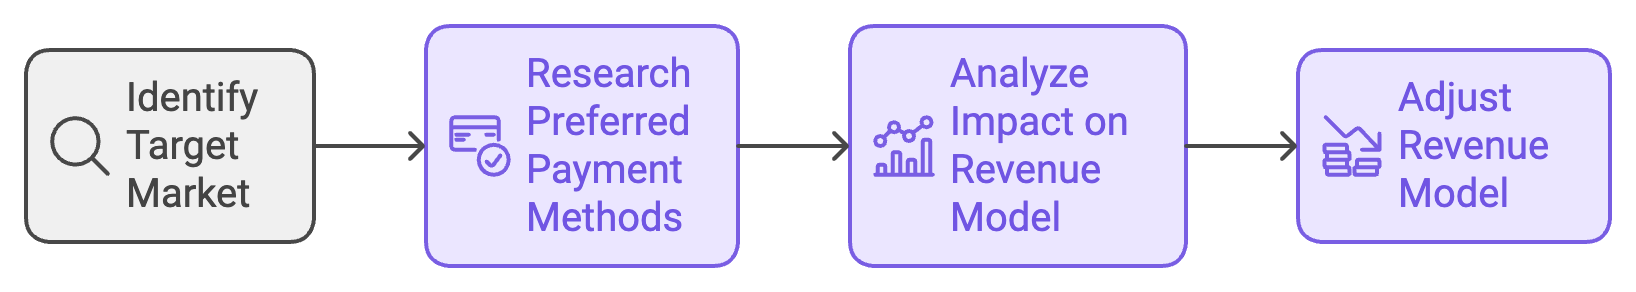 Identify
Target
Market
Research
Preferred
Payment
Methods
Analyze
Impact on
Revenue
Model
Adjust
Revenue
Model